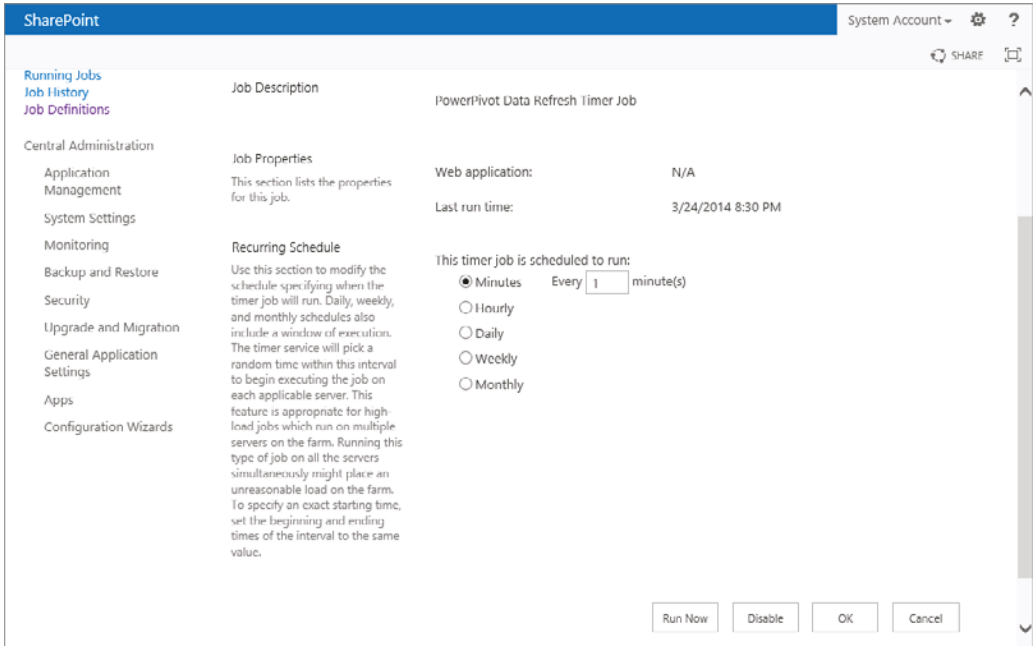 SharePoint
System Account
?
SHARE
Running Jobs
Job History
Job Definitions
Central Administration
Application
Management
System Settings
Monitoring
Backup and Restore
Security
Upgrade and Migration
General Application
Settings
Apps
Configuration Wizards
Job Description
PowerPivot Data Refresh Timer Job
Job Properties
This section lists the properties
for this job.
Web application: N/A
Last run time: 3/24/2014 8:30 PM
Recurring Schedule
Use this section to modify the
schedule specifying when the
timer job will run. Daily, weekly,
and monthly schedules also
include a window of execution.
The timer service will pick a
random time within this interval
to begin executing the job on
each applicable server. This
feature is appropriate for high-
load jobs which run on multiple
servers on the farm. Running this
type of job on all the servers
simultaneously might place an
unreasonable load on the farm.
To specify an exact starting time,
set the beginning and ending
times of the interval to the same
value.
This timer job is scheduled to run:
Minutes Every 1 minute(s)
Hourly
Daily
Weekly
Monthly
Run Now Disable OK Cancel